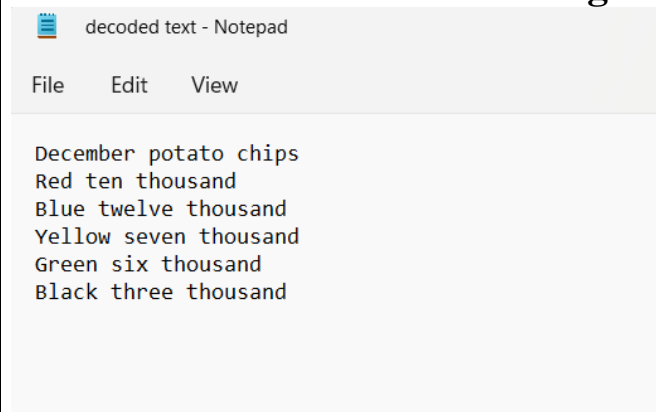 decoded text - Notepad
File Edit View
December potato chips
Red ten thousand
Blue twelve thousand
Yellow seven thousand
Green six thousand
Black three thousand